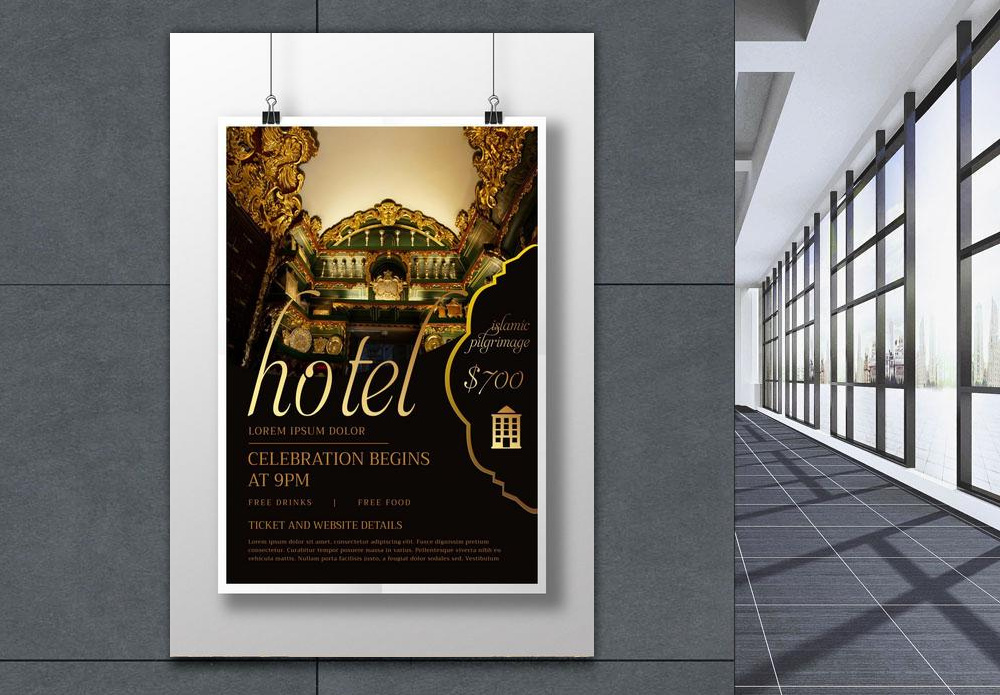 islamic
pilgrimage
$700
hotel
LOREM IPSUM DOLOR
CELEBRATION BEGINS
AT 9PM
FREE DRINKS | FREE FOOD
TICKET AND WEBSITE DETAILS
Lorem ipsum dolor sit amet, consectetur adipiscing elit. Fusce dignissim pretium
consectetur. Curabitur tempor posuere massa in varius. Pellentesque viverra nibh eu
vehicula mattis. Nullam porta facilisis justo, a feugiat dolor sodales sed. Vestibulum